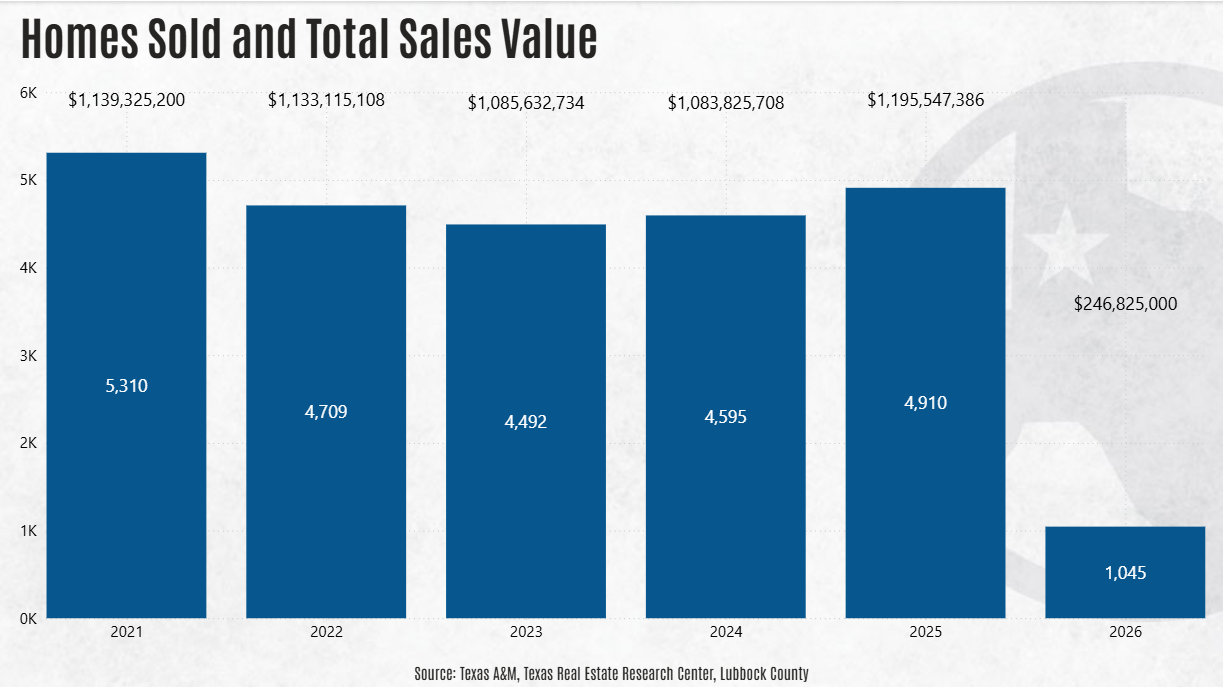 Homes Sold and Total Sales Value
6K
$1,139,325,200
$1,133,115,108
$1,085,632,734
$1,083,825,708
$1,195,547,386
5K
4K
$246,825,000
3K
5,310
4,709
4,492
4,595
4,910
2K
1K
1,045
0K
2021
2022
2023
2024
2025
2026
Source: Texas A&M, Texas Real Estate Research Center, Lubbock County